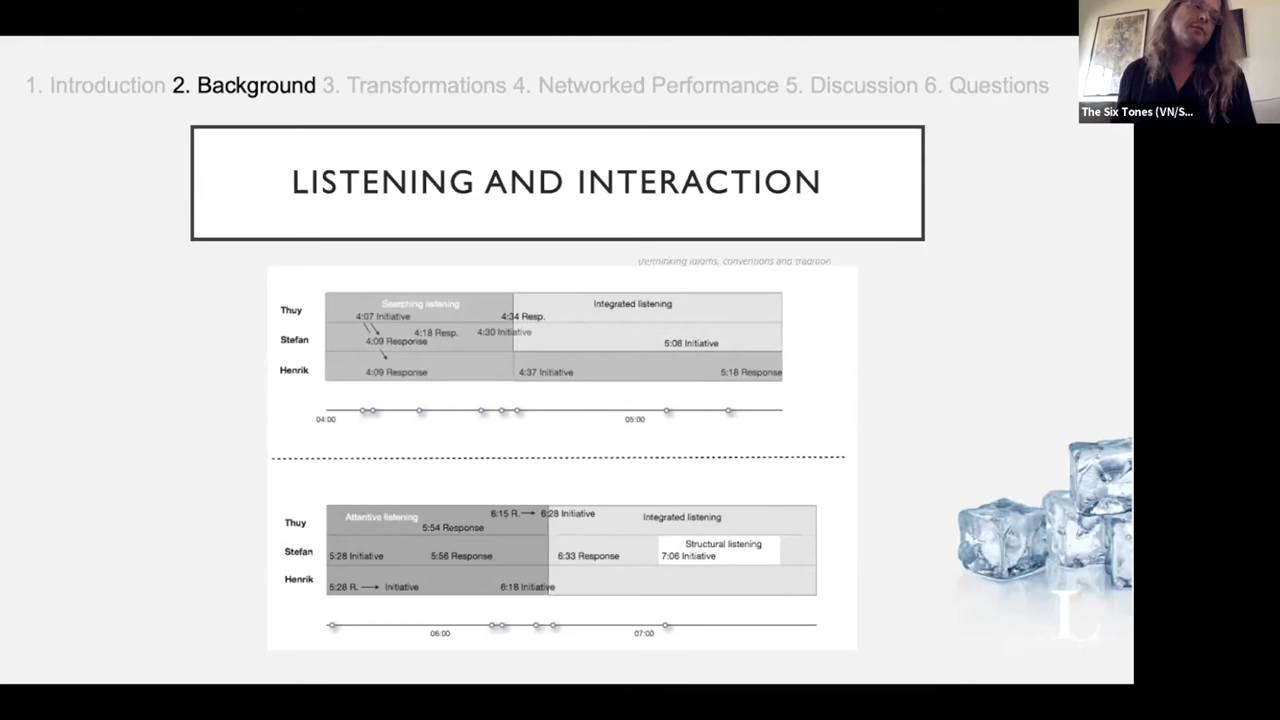 1. Introduction 2. Background 3. Transformations 4. Networked Performance 5. Discussion 6. Questions
The Six Tones (VN/S...
LISTENING AND INTERACTION
(Re)thinking idioms, conventions and tradition
Searching listening
Integrated listening
Thuy
4:07 Initiative
4:34 Resp.
4:18 Resp.
4:30 Initiative
Stefan
4:09 Response
5:08 Initiative
Henrik
4:09 Response
4:37 Initiative
5:18 Response
04:00
05:00
Attentive listening
6:15 R.
6:28 Initiative
Integrated listening
Thuy
5:54 Response
Structural listening
Stefan
5:28 Initiative
5:56 Response
6:33 Response
7:06 Initiative
Henrik
5:28 R.
Initiative
6:18 Initiative
06:00
07:00
L